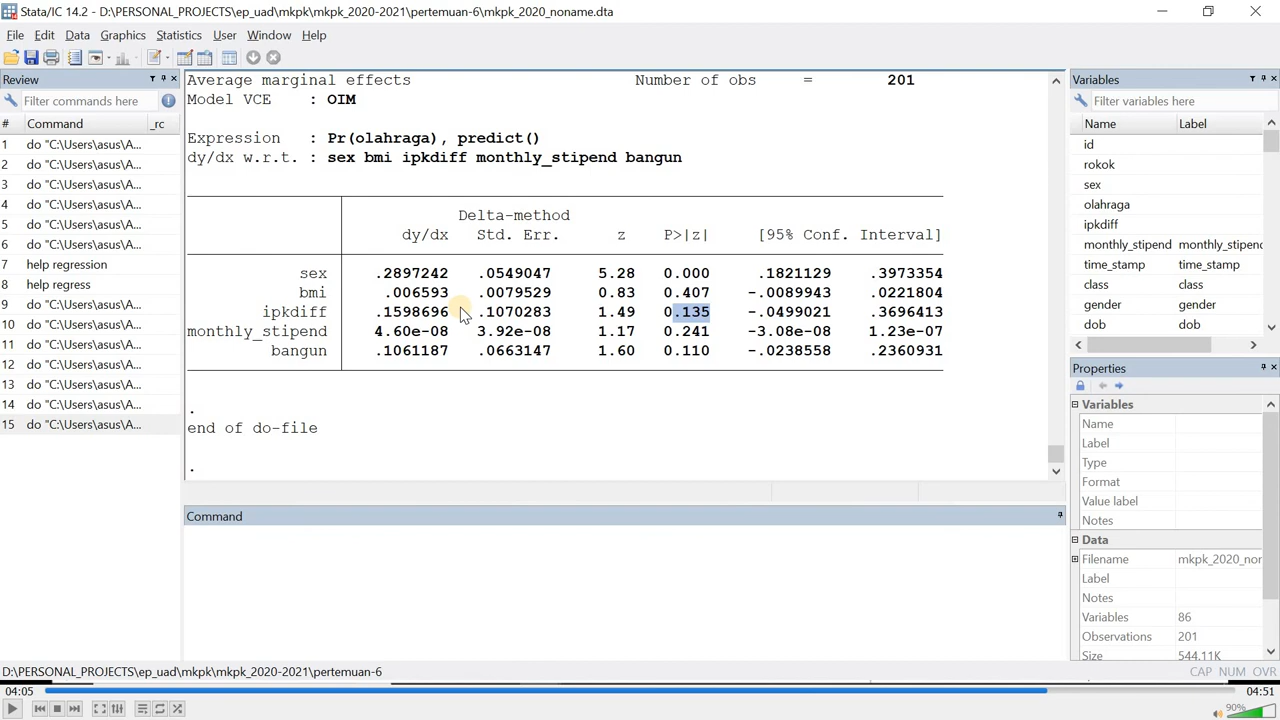 Stata/IC 14.2 - D:\PERSONAL_PROJECTS\ep_uad\mkpk\mkpk_2020-2021\pertemuan-6\mkpk_2020_noname.dta
File Edit Data Graphics Statistics User Window Help
Review
Filter commands here
# Command _rc
1 do "C:\Users\asus\A...
2 do "C:\Users\asus\A...
3 do "C:\Users\asus\A...
4 do "C:\Users\asus\A...
5 do "C:\Users\asus\A...
6 do "C:\Users\asus\A...
7 help regression
8 help regress
9 do "C:\Users\asus\A...
10 do "C:\Users\asus\A...
11 do "C:\Users\asus\A...
12 do "C:\Users\asus\A...
13 do "C:\Users\asus\A...
14 do "C:\Users\asus\A...
15 do "C:\Users\asus\A...
Average marginal effects Number of obs = 201
Model VCE : OIM
Expression : Pr(olahraga), predict()
dy/dx w.r.t. : sex bmi ipkdiff monthly_stipend bangun
Delta-method
dy/dx Std. Err. z P>|z| [95% Conf. Interval]
sex .2897242 .0549047 5.28 0.000 .1821129 .3973354
bmi .006593 .0079529 0.83 0.407 -.0089943 .0221804
ipkdiff .1598696 .1070283 1.49 0.135 -.0499021 .3696413
monthly_stipend 4.60e-08 3.92e-08 1.17 0.241 -3.08e-08 1.23e-07
bangun .1061187 .0663147 1.60 0.110 -.0238558 .2360931
.
end of do-file
.
Command
Variables
Filter variables here
Name Label
id
rokok
sex
olahraga
ipkdiff
monthly_stipend monthly_stipend
time_stamp time_stamp
class class
gender gender
dob dob
Properties
Variables
Name
Label
Type
Format
Value label
Notes
Data
Filename mkpk_2020_nor
Label
Notes
Variables 86
Observations 201
Size 544.11K
D:\PERSONAL_PROJECTS\ep_uad\mkpk\mkpk_2020-2021\pertemuan-6
CAP NUM OVR
04:05 04:51
90%